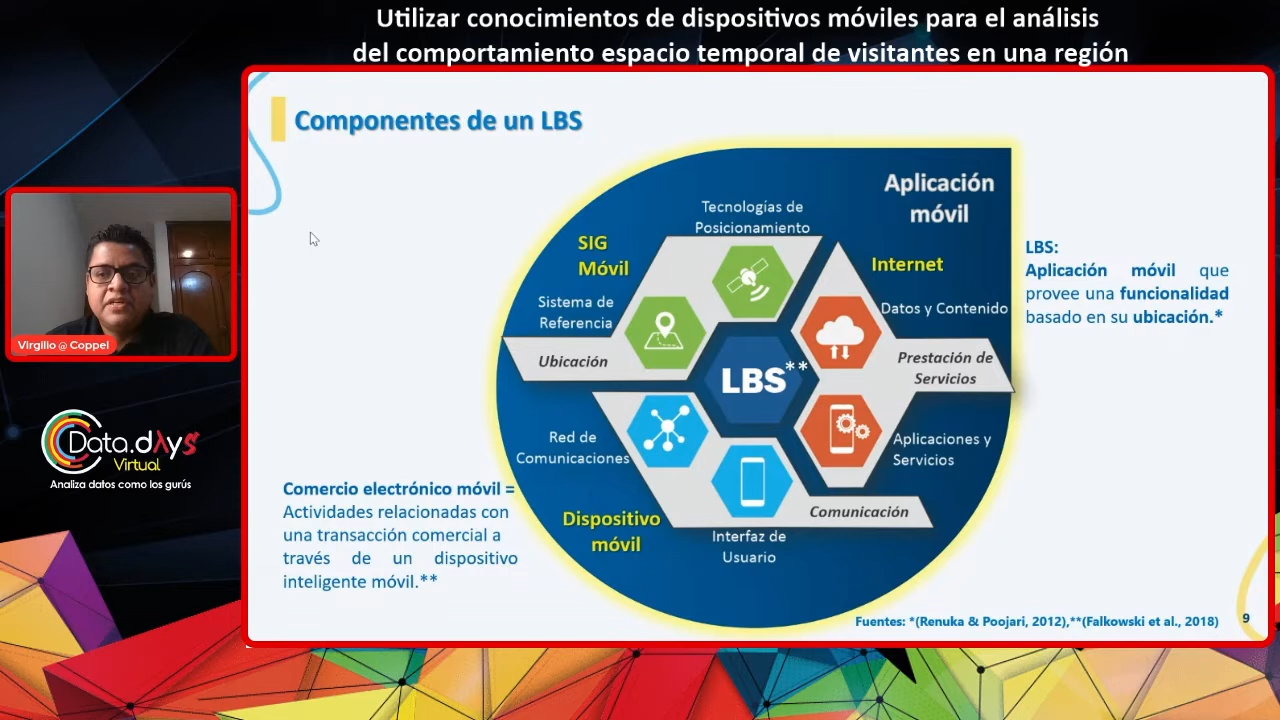 Utilizar conocimientos de dispositivos móviles para el análisis
del comportamiento espacio temporal de visitantes en una región
Componentes de un LBS
Aplicación
móvil
Tecnologías de
Posicionamiento
SIG
Móvil
Internet
Sistema de
Referencia
Datos y Contenido
Ubicación
LBS**
Prestación de
Servicios
LBS:
Aplicación móvil que
provee una funcionalidad
basado en su ubicación.*
Red de
Comunicaciones
Aplicaciones y
Servicios
Comunicación
Dispositivo
móvil
Interfaz de
Usuario
Comercio electrónico móvil =
Actividades relacionadas con
una transacción comercial a
través de un dispositivo
inteligente móvil.**
Fuentes: *(Renuka & Poojari, 2012),**(Falkowski et al., 2018)
9
Virgilio @ Coppel
Data.dAys
Virtual
Analiza datos como los gurús